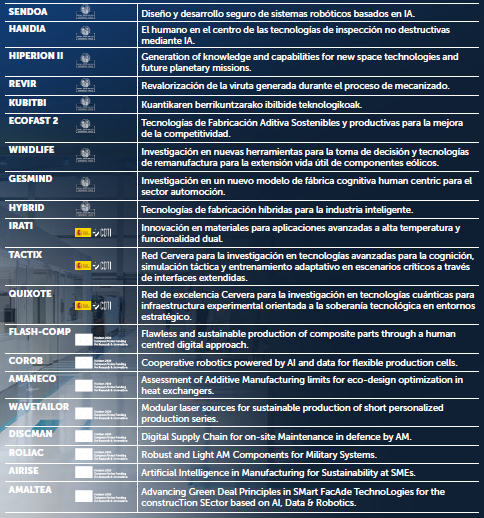 SENDOA
Diseño y desarrollo seguro de sistemas robóticos basados en IA.
HANDIA
El humano en el centro de las tecnologías de inspección no destructivas
mediante IA.
HIPERION II
Generation of knowledge and capabilities for new space technologies and
future planetary missions.
REVIR
Revalorización de la viruta generada durante el proceso de mecanizado.
KUBITBI
Kuantikaren berrikuntzarako ibilbide teknologikoak.
ECOFAST 2
Tecnologías de Fabricación Aditiva Sostenibles y productivas para la mejora
de la competitividad.
WINDLIFE
Investigación en nuevas herramientas para la toma de decisión y tecnologías
de remanufactura para la extensión vida útil de componentes eólicos.
GESMIND
Investigación en un nuevo modelo de fábrica cognitiva human centric para el
sector automoción.
HYBRID
Tecnologías de fabricación híbridas para la industria inteligente.
IRATI
CDTI
Innovación en materiales para aplicaciones avanzadas a alta temperatura y
funcionalidad dual.
TACTIX
CDTI
Red Cervera para la investigación en tecnologías avanzadas para la cognición,
simulación táctica y entrenamiento adaptativo en escenarios críticos a través
de interfaces extendidas.
QUIXOTE
CDTI
Red de excelencia Cervera para la investigación en tecnologías cuánticas para
infraestructura experimental orientada a la soberanía tecnológica en entornos
estratégico.
FLASH-COMP
Flawless and sustainable production of composite parts through a human
centred digital approach.
COROB
Cooperative robotics powered by AI and data for flexible production cells.
AMANECO
Assessment of Additive Manufacturing limits for eco-design optimization in
heat exchangers.
WAVETAILOR
Modular laser sources for sustainable production of short personalized
production series.
DISCMAN
Digital Supply Chain for on-site Maintenance in defence by AM.
ROLIAC
Robust and Light AM Components for Military Systems.
AIRISE
Artificial Intelligence in Manufacturing for Sustainability at SMEs.
AMALTEA
Advancing Green Deal Principles in SMart FacAde TechnoLogies for the
construcTion SEctor based on AI, Data & Robotics.